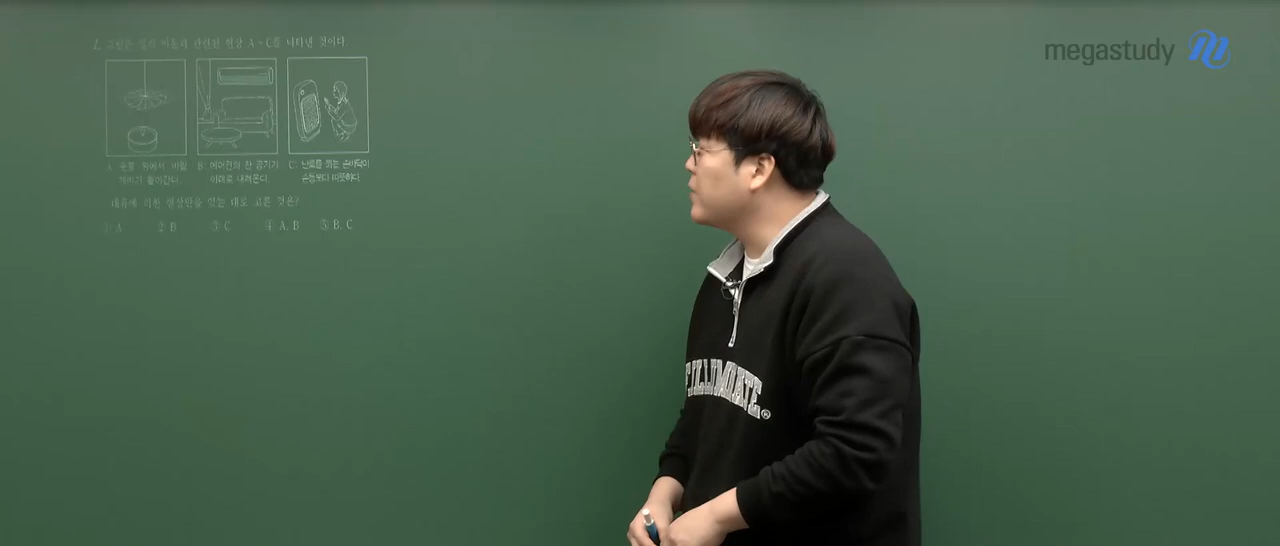 megastudy
1. 그림은 열의 이동과 관련된 현상 A ~ C를 나타낸 것이다.
A: 촛불 위에서 바람
개비가 돌아간다.
B: 에어컨의 찬 공기가
아래로 내려온다.
C: 난로를 쬐는 손바닥이
손등보다 따뜻하다.
대류에 의한 현상만을 있는 대로 고른 것은?
① A ② B ③ C ④ A, B ⑤ B, C
FILLUMINATE